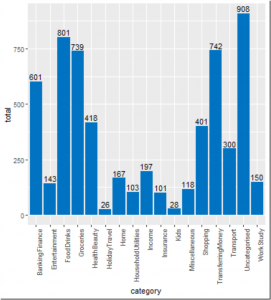 908
801
750
739
742
601
500
418
401
300
250
197
167
143
150
118
103
101
26
28
0
total
BankingFinance
Entertainment
FoodDrinks
Groceries
HealthBeauty
HolidayTravel
Home
HouseholdUtilities
Income
Insurance
Kids
Miscellaneous
Shopping
TransferringMoney
Transport
Uncategorised
WorkStudy
category